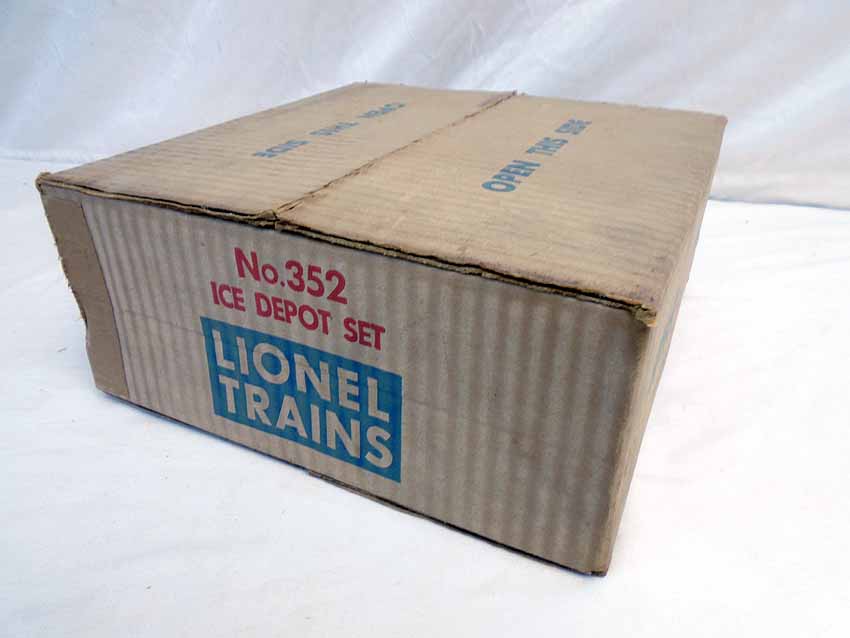 OPEN THIS SIDE
OPEN THIS SIDE
No.352
ICE DEPOT SET
LIONEL
TRAINS